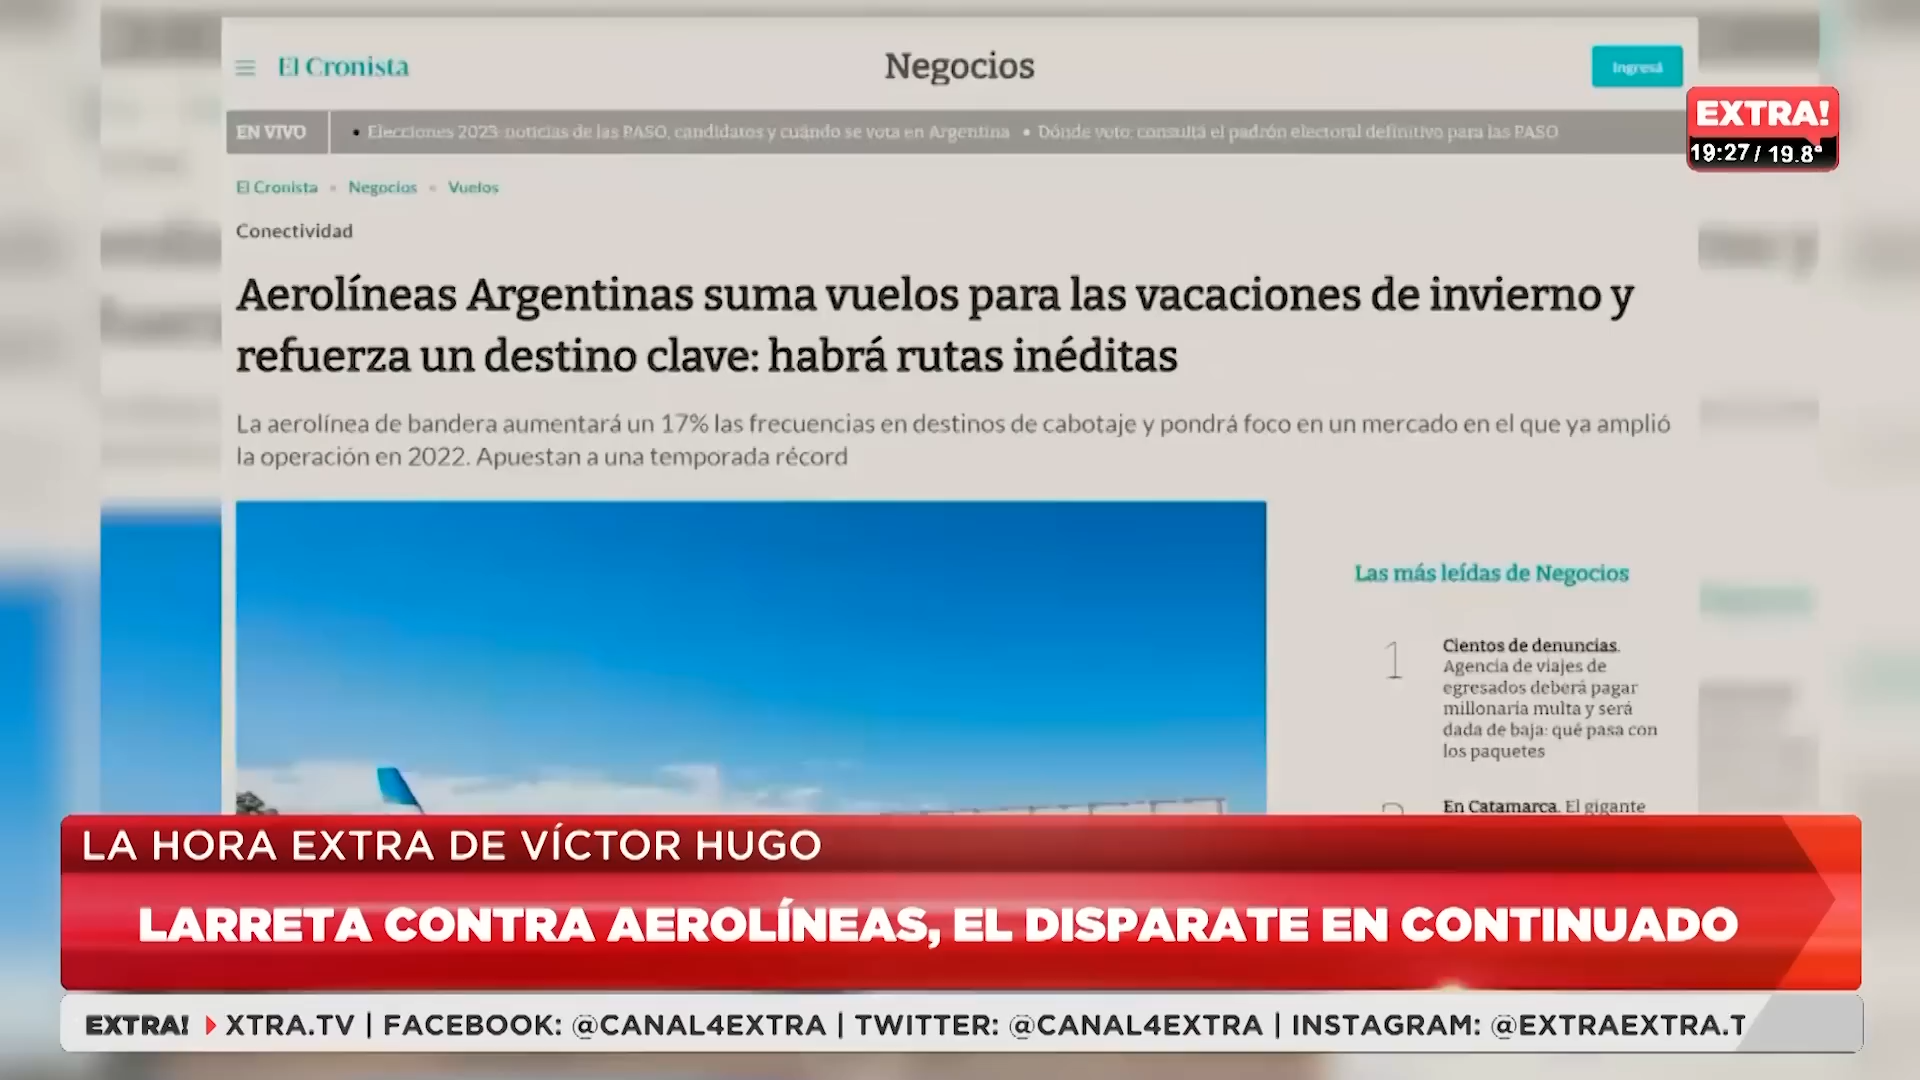 El Cronista
Negocios
Ingresá
EXTRA!
19:27 / 19.8°
EN VIVO
• Elecciones 2023: noticias de las PASO, candidatos y cuándo se vota en Argentina • Dónde voto: consultá el padrón electoral definitivo para las PASO
El Cronista • Negocios • Vuelos
Conectividad
Aerolíneas Argentinas suma vuelos para las vacaciones de invierno y
refuerza un destino clave: habrá rutas inéditas
La aerolínea de bandera aumentará un 17% las frecuencias en destinos de cabotaje y pondrá foco en un mercado en el que ya amplió
la operación en 2022. Apuestan a una temporada récord
Las más leídas de Negocios
1
Cientos de denuncias.
Agencia de viajes de
egresados deberá pagar
millonaria multa y será
dada de baja: qué pasa con
los paquetes
En Catamarca. El gigante
LA HORA EXTRA DE VÍCTOR HUGO
LARRETA CONTRA AEROLÍNEAS, EL DISPARATE EN CONTINUADO
EXTRA! XTRA.TV | FACEBOOK: @CANAL4EXTRA | TWITTER: @CANAL4EXTRA | INSTAGRAM: @EXTRAEXTRA.T